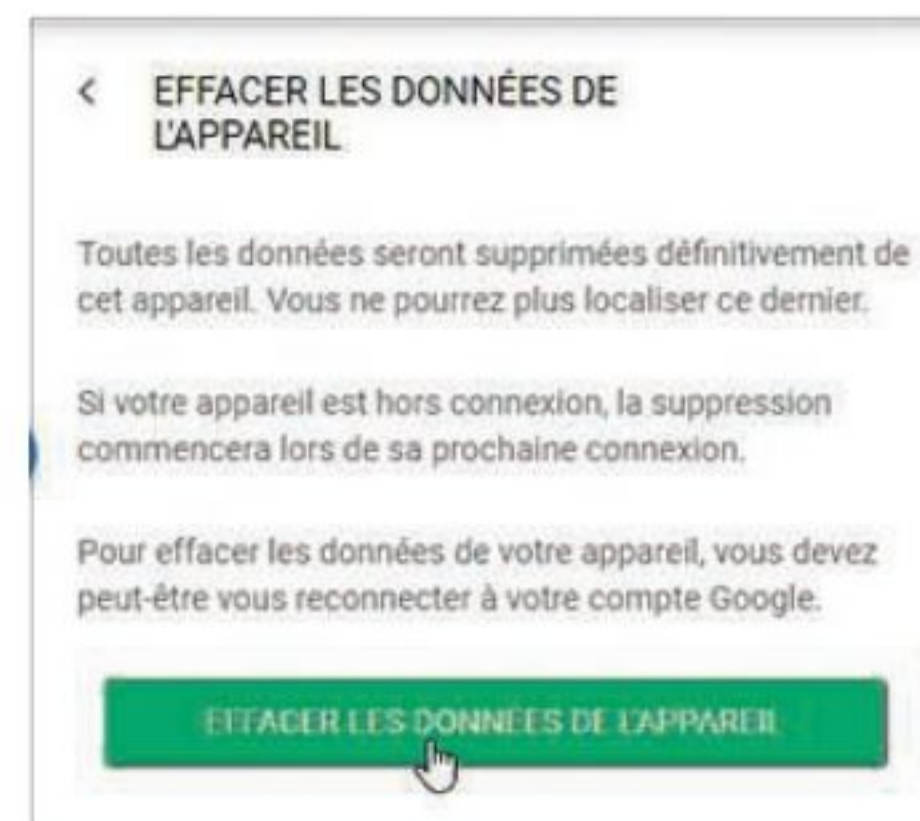 < EFFACER LES DONNÉES DE
L'APPAREIL
Toutes les données seront supprimées définitivement de
cet appareil. Vous ne pourrez plus localiser ce dernier.
Si votre appareil est hors connexion, la suppression
commencera lors de sa prochaine connexion.
Pour effacer les données de votre appareil, vous devez
peut-être vous reconnecter à votre compte Google.
EFFACER LES DONNÉES DE L'APPAREIL